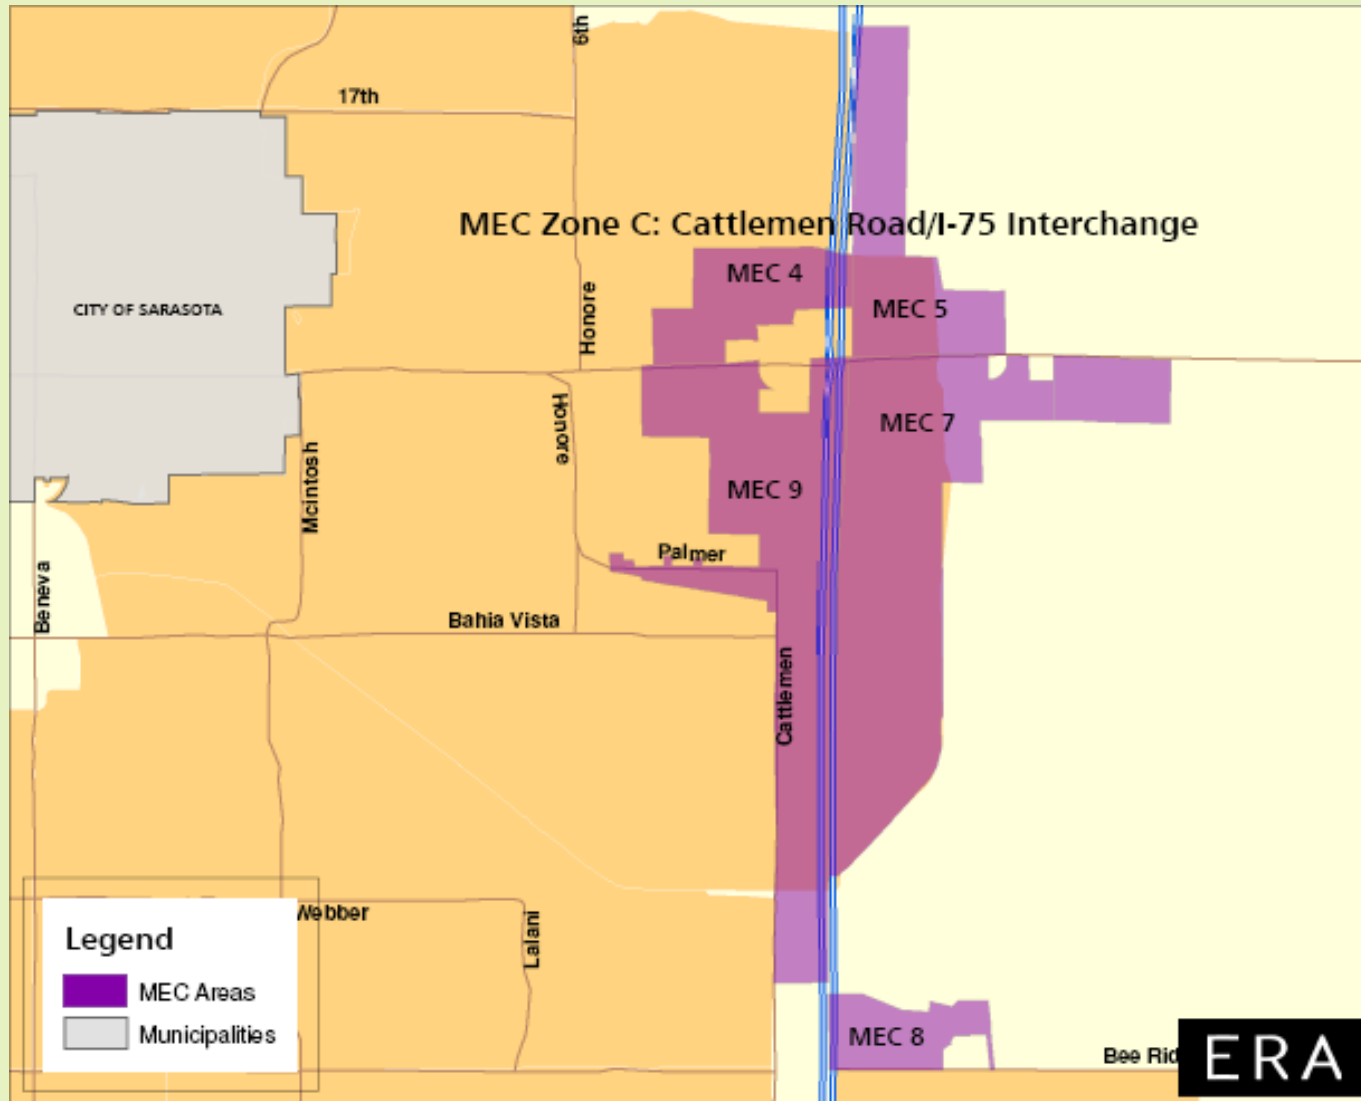 6th
17th
MEC Zone C: Cattlemen Road/I-75 Interchange
MEC 4
MEC 5
CITY OF SARASOTA
Honore
Honore
MEC 7
Mcintosh
MEC 9
Palmer
Beneva
Bahia Vista
Cattlemen
Webber
Lalani
Legend
MEC Areas
Municipalities
MEC 8
Bee Rid
ERA